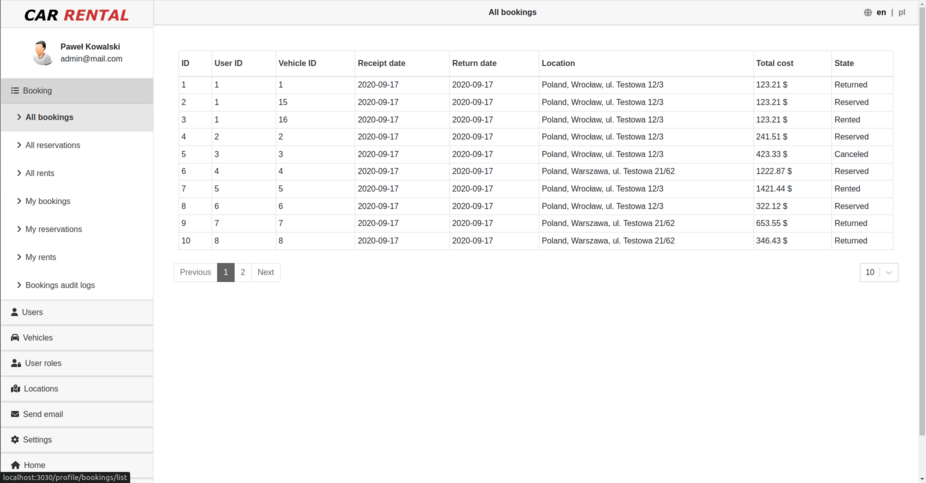 CAR RENTAL
All bookings
en | pl
Paweł Kowalski
admin@mail.com
Booking
All bookings
All reservations
All rents
My bookings
My reservations
My rents
Bookings audit logs
Users
Vehicles
User roles
Locations
Send email
Settings
Home
localhost:3030/profile/bookings/list
ID User ID Vehicle ID Receipt date Return date Location Total cost State
1 1 1 2020-09-17 2020-09-17 Poland, Wrocław, ul. Testowa 12/3 123.21 $ Returned
2 1 15 2020-09-17 2020-09-17 Poland, Wrocław, ul. Testowa 12/3 123.21 $ Reserved
3 1 16 2020-09-17 2020-09-17 Poland, Wrocław, ul. Testowa 12/3 123.21 $ Rented
4 2 2 2020-09-17 2020-09-17 Poland, Wrocław, ul. Testowa 12/3 241.51 $ Reserved
5 3 3 2020-09-17 2020-09-17 Poland, Wrocław, ul. Testowa 12/3 423.33 $ Canceled
6 4 4 2020-09-17 2020-09-17 Poland, Warszawa, ul. Testowa 21/62 1222.87 $ Reserved
7 5 5 2020-09-17 2020-09-17 Poland, Wrocław, ul. Testowa 12/3 1421.44 $ Rented
8 6 6 2020-09-17 2020-09-17 Poland, Wrocław, ul. Testowa 12/3 322.12 $ Reserved
9 7 7 2020-09-17 2020-09-17 Poland, Warszawa, ul. Testowa 21/62 653.55 $ Returned
10 8 8 2020-09-17 2020-09-17 Poland, Warszawa, ul. Testowa 21/62 346.43 $ Returned
Previous 1 2 Next
10